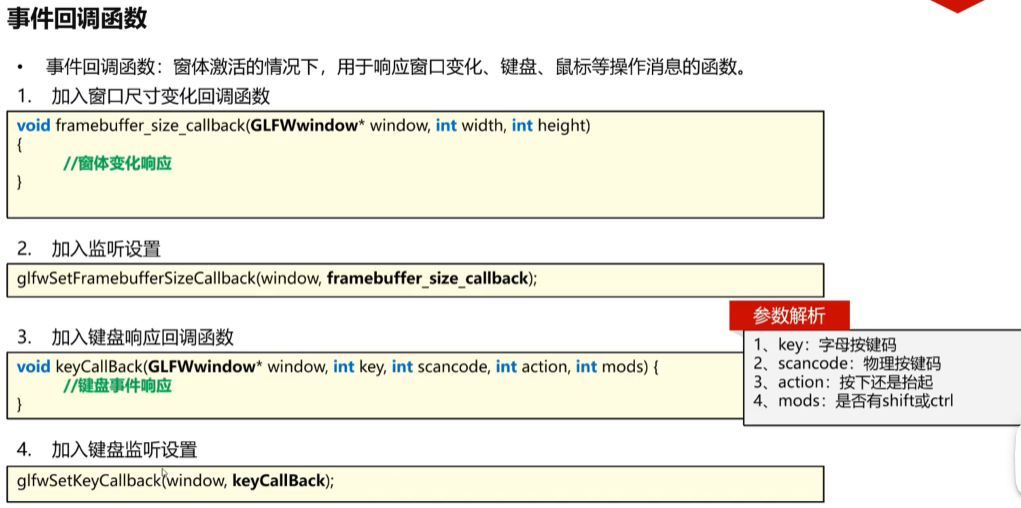 事件回调函数
• 事件回调函数：窗体激活的情况下，用于响应窗口变化、键盘、鼠标等操作消息的函数。
1. 加入窗口尺寸变化回调函数
void framebuffer_size_callback(GLFWwindow* window, int width, int height)
{
//窗体变化响应
}
2. 加入监听设置
glfwSetFramebufferSizeCallback(window, framebuffer_size_callback);
3. 加入键盘响应回调函数
void keyCallBack(GLFWwindow* window, int key, int scancode, int action, int mods) {
//键盘事件响应
}
参数解析
1、key：字母按键码
2、scancode：物理按键码
3、action：按下还是抬起
4、mods：是否有shift或ctrl
4. 加入键盘监听设置
glfwSetKeyCallback(window, keyCallBack);